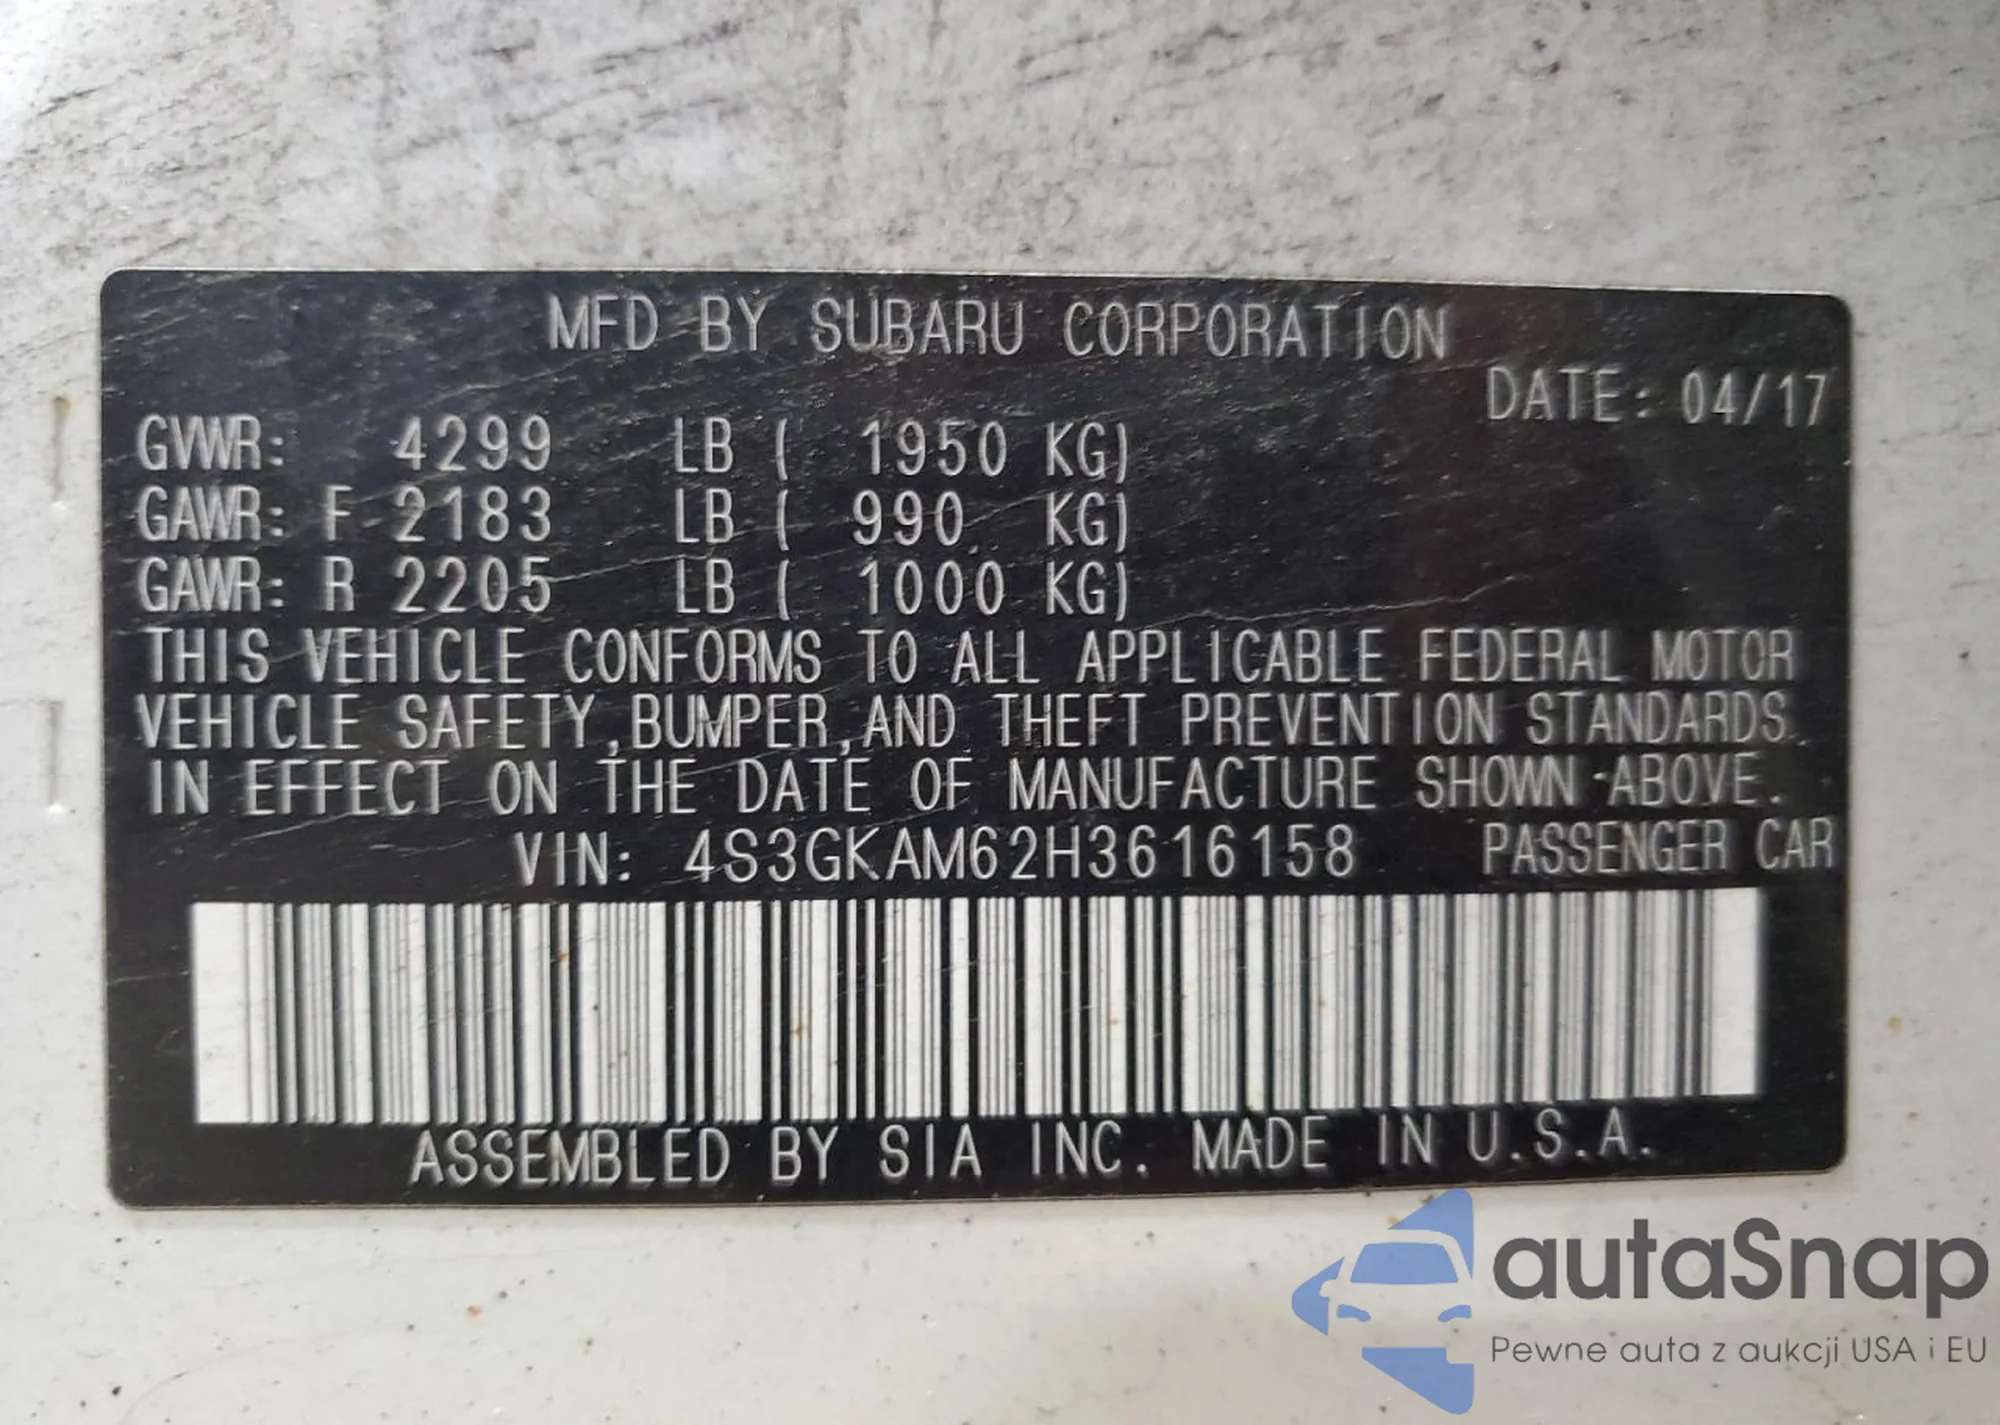 MFD BY SUBARU CORPORATION
DATE: 04/17
GVWR: 4299 LB ( 1950 KG)
GAWR: F 2183 LB ( 990 KG)
GAWR: R 2205 LB ( 1000 KG)
THIS VEHICLE CONFORMS TO ALL APPLICABLE FEDERAL MOTOR
VEHICLE SAFETY,BUMPER,AND THEFT PREVENTION STANDARDS
IN EFFECT ON THE DATE OF MANUFACTURE SHOWN ABOVE.
VIN: 4S3GKAM62H3616158 PASSENGER CAR
ASSEMBLED BY SIA INC. MADE IN U.S.A.
autaSnap
Pewne auta z aukcji USA i EU